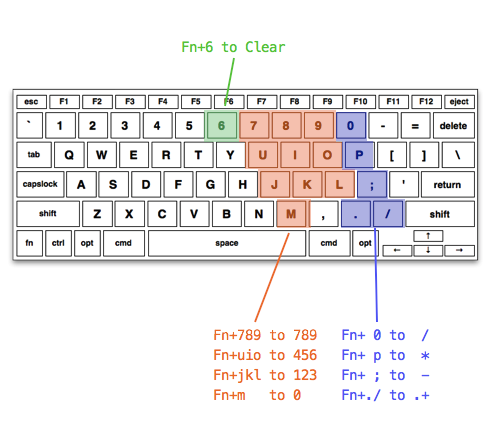 Fn+6 to Clear
esc F1 F2 F3 F4 F5 F6 F7 F8 F9 F10 F11 F12 eject
` 1 2 3 4 5 6 7 8 9 0 - = delete
tab Q W E R T Y U I O P [ ] \
capslock A S D F G H J K L ; ' return
shift Z X C V B N M , . / shift
fn ctrl opt cmd space cmd opt ← ↑ ↓ →
Fn+789 to 789
Fn+uio to 456
Fn+jkl to 123
Fn+m to 0
Fn+ 0 to /
Fn+ p to *
Fn+ ; to -
Fn+./ to .+